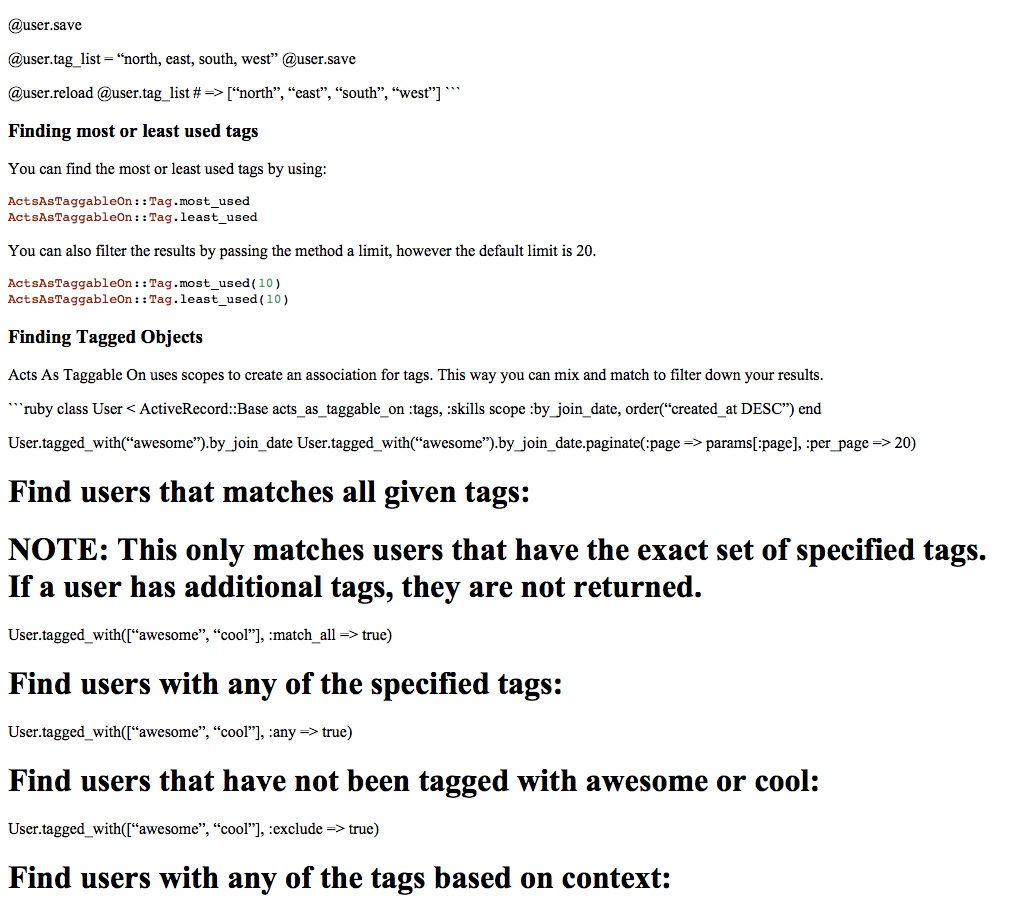 @user.save
@user.tag_list = “north, east, south, west” @user.save
@user.reload @user.tag_list # => [“north”, “east”, “south”, “west”] ```
Finding most or least used tags
You can find the most or least used tags by using:
ActsAsTaggableOn::Tag.most_used
ActsAsTaggableOn::Tag.least_used
You can also filter the results by passing the method a limit, however the default limit is 20.
ActsAsTaggableOn::Tag.most_used(10)
ActsAsTaggableOn::Tag.least_used(10)
Finding Tagged Objects
Acts As Taggable On uses scopes to create an association for tags. This way you can mix and match to filter down your results.
```ruby class User < ActiveRecord::Base acts_as_taggable_on :tags, :skills scope :by_join_date, order(“created_at DESC”) end
User.tagged_with(“awesome”).by_join_date User.tagged_with(“awesome”).by_join_date.paginate(:page => params[:page], :per_page => 20)
Find users that matches all given tags:
NOTE: This only matches users that have the exact set of specified tags.
If a user has additional tags, they are not returned.
User.tagged_with([“awesome”, “cool”], :match_all => true)
Find users with any of the specified tags:
User.tagged_with([“awesome”, “cool”], :any => true)
Find users that have not been tagged with awesome or cool:
User.tagged_with([“awesome”, “cool”], :exclude => true)
Find users with any of the tags based on context: